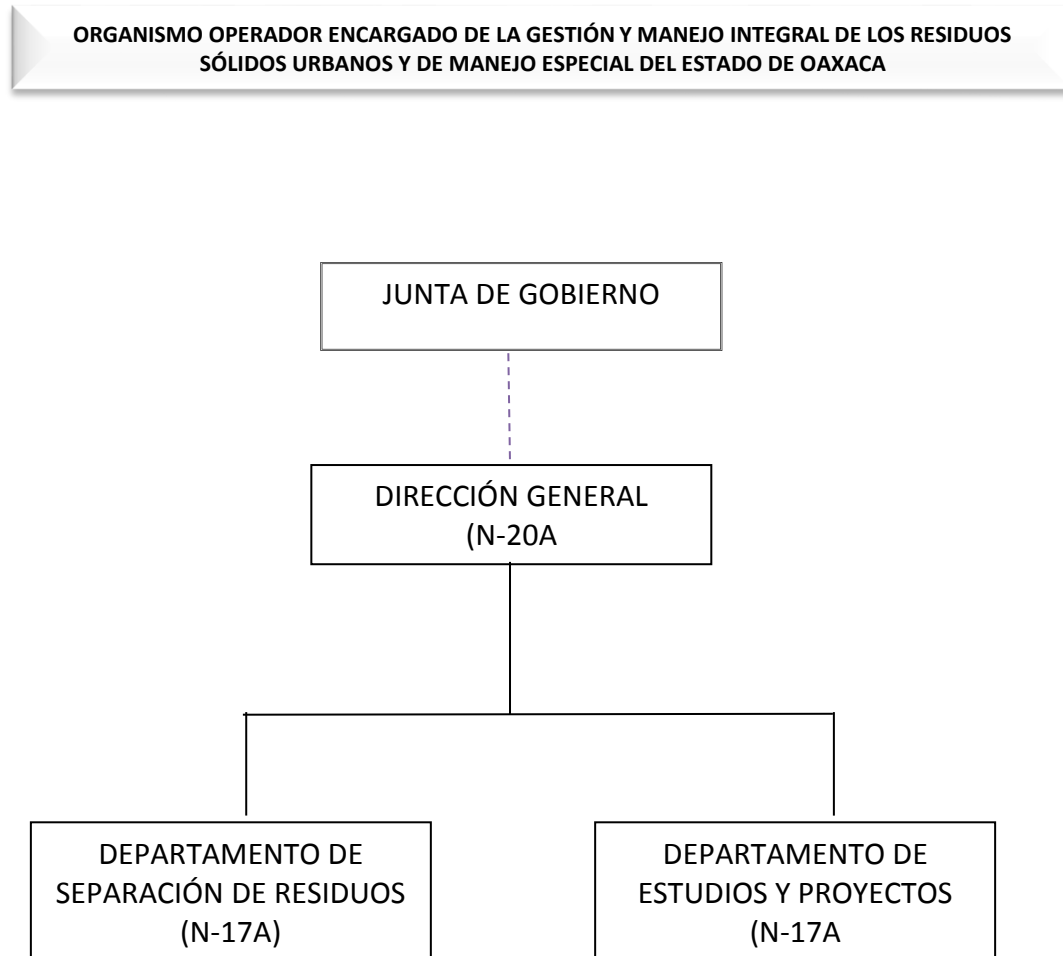 ORGANISMO OPERADOR ENCARGADO DE LA GESTIÓN Y MANEJO INTEGRAL DE LOS RESIDUOS
SÓLIDOS URBANOS Y DE MANEJO ESPECIAL DEL ESTADO DE OAXACA
JUNTA DE GOBIERNO
DIRECCIÓN GENERAL
(N-20A
DEPARTAMENTO DE
SEPARACIÓN DE RESIDUOS
(N-17A)
DEPARTAMENTO DE
ESTUDIOS Y PROYECTOS
(N-17A